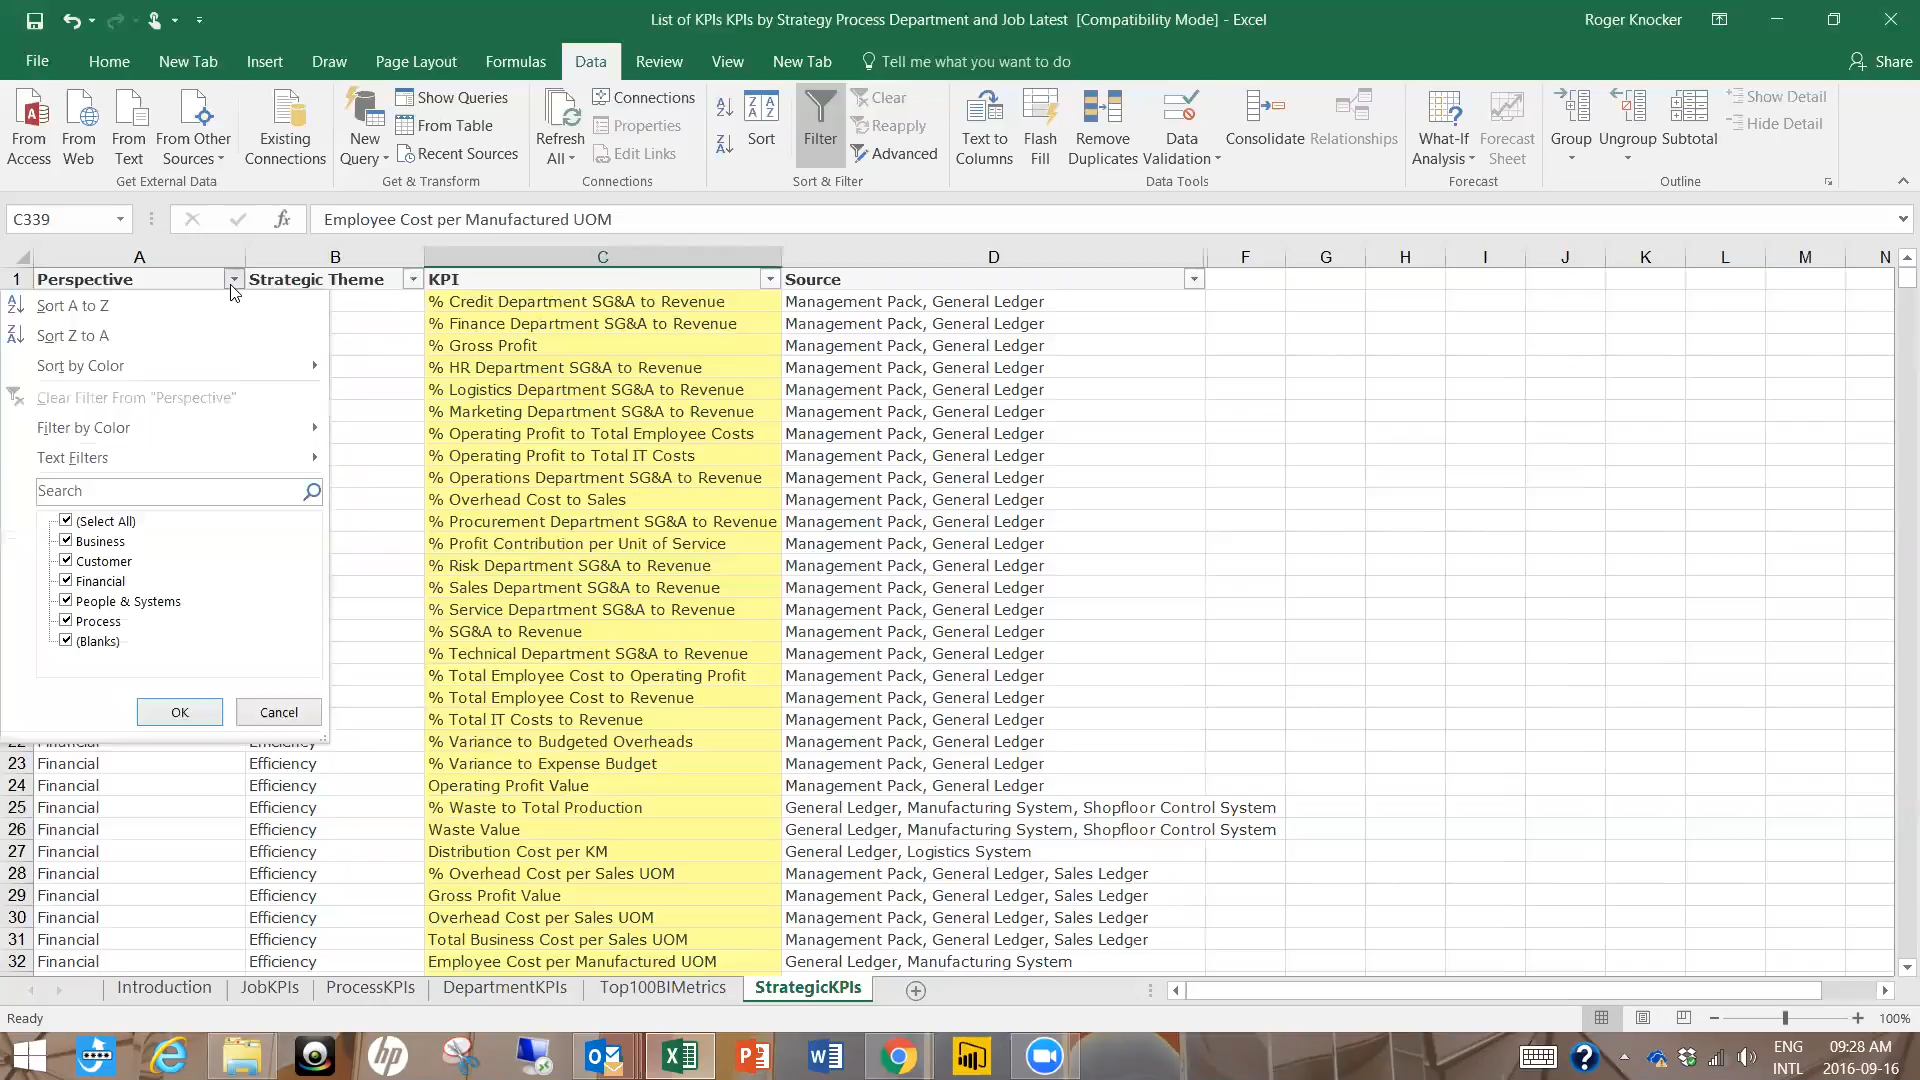 List of KPIs KPIs by Strategy Process Department and Job Latest [Compatibility Mode] - Excel
Roger Knocker
File Home New Tab Insert Draw Page Layout Formulas Data Review View New Tab Tell me what you want to do Share
From Access
From Web
From Text
From Other Sources
Existing Connections
Get External Data
New Query
Show Queries
From Table
Recent Sources
Get & Transform
Refresh All
Connections
Properties
Edit Links
Connections
Sort
Filter
Clear
Reapply
Advanced
Sort & Filter
Text to Columns
Flash Fill
Remove Duplicates
Data Validation
Consolidate
Relationships
Data Tools
What-If Analysis
Forecast Sheet
Forecast
Group
Ungroup
Subtotal
Show Detail
Hide Detail
Outline
C339
fx
Employee Cost per Manufactured UOM
A B C D F G H I J K L M N
1 Perspective Strategic Theme KPI Source
Sort A to Z
Sort Z to A
Sort by Color
Clear Filter From "Perspective"
Filter by Color
Text Filters
Search
(Select All)
Business
Customer
Financial
People & Systems
Process
(Blanks)
OK Cancel
% Credit Department SG&A to Revenue Management Pack, General Ledger
% Finance Department SG&A to Revenue Management Pack, General Ledger
% Gross Profit Management Pack, General Ledger
% HR Department SG&A to Revenue Management Pack, General Ledger
% Logistics Department SG&A to Revenue Management Pack, General Ledger
% Marketing Department SG&A to Revenue Management Pack, General Ledger
% Operating Profit to Total Employee Costs Management Pack, General Ledger
% Operating Profit to Total IT Costs Management Pack, General Ledger
% Operations Department SG&A to Revenue Management Pack, General Ledger
% Overhead Cost to Sales Management Pack, General Ledger
% Procurement Department SG&A to Revenue Management Pack, General Ledger
% Profit Contribution per Unit of Service Management Pack, General Ledger
% Risk Department SG&A to Revenue Management Pack, General Ledger
% Sales Department SG&A to Revenue Management Pack, General Ledger
% Service Department SG&A to Revenue Management Pack, General Ledger
% SG&A to Revenue Management Pack, General Ledger
% Technical Department SG&A to Revenue Management Pack, General Ledger
% Total Employee Cost to Operating Profit Management Pack, General Ledger
% Total Employee Cost to Revenue Management Pack, General Ledger
% Total IT Costs to Revenue Management Pack, General Ledger
22 Financial Efficiency % Variance to Budgeted Overheads Management Pack, General Ledger
23 Financial Efficiency % Variance to Expense Budget Management Pack, General Ledger
24 Financial Efficiency Operating Profit Value Management Pack, General Ledger
25 Financial Efficiency % Waste to Total Production General Ledger, Manufacturing System, Shopfloor Control System
26 Financial Efficiency Waste Value General Ledger, Manufacturing System, Shopfloor Control System
27 Financial Efficiency Distribution Cost per KM General Ledger, Logistics System
28 Financial Efficiency % Overhead Cost per Sales UOM Management Pack, General Ledger, Sales Ledger
29 Financial Efficiency Gross Profit Value Management Pack, General Ledger, Sales Ledger
30 Financial Efficiency Overhead Cost per Sales UOM Management Pack, General Ledger, Sales Ledger
31 Financial Efficiency Total Business Cost per Sales UOM Management Pack, General Ledger, Sales Ledger
32 Financial Efficiency Employee Cost per Manufactured UOM General Ledger, Manufacturing System
Introduction JobKPIs ProcessKPIs DepartmentKPIs Top100BIMetrics StrategicKPIs
Ready
100%
ENG 09:28 AM
INTL 2016-09-16